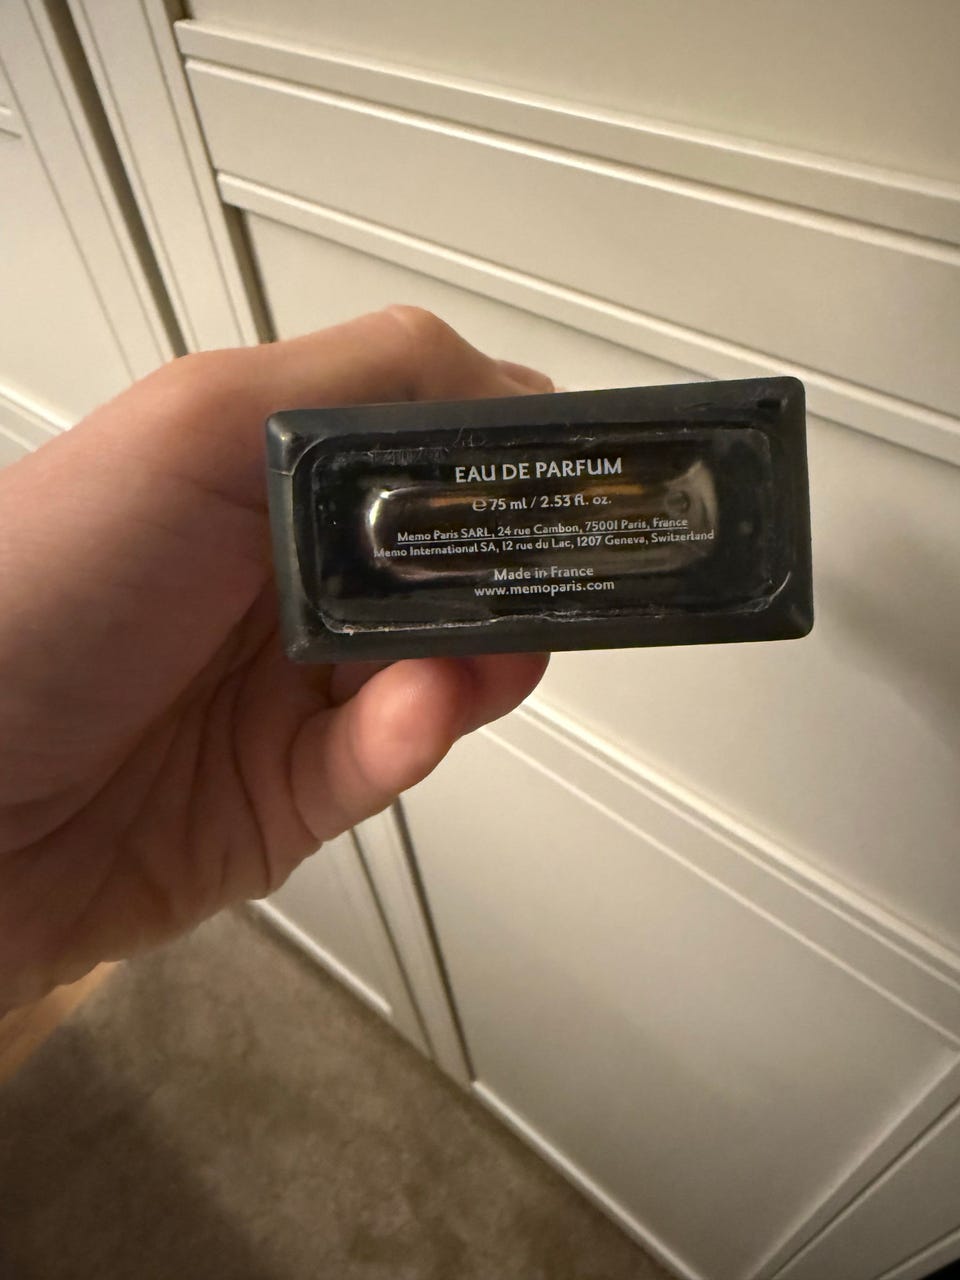 EAU DE PARFUM
℮ 75 ml / 2.53 fl. oz.
Memo Paris SARL, 24 rue Cambon, 75001 Paris, France
Memo International SA, 12 rue du Lac, 1207 Geneva, Switzerland
Made in France
www.memoparis.com